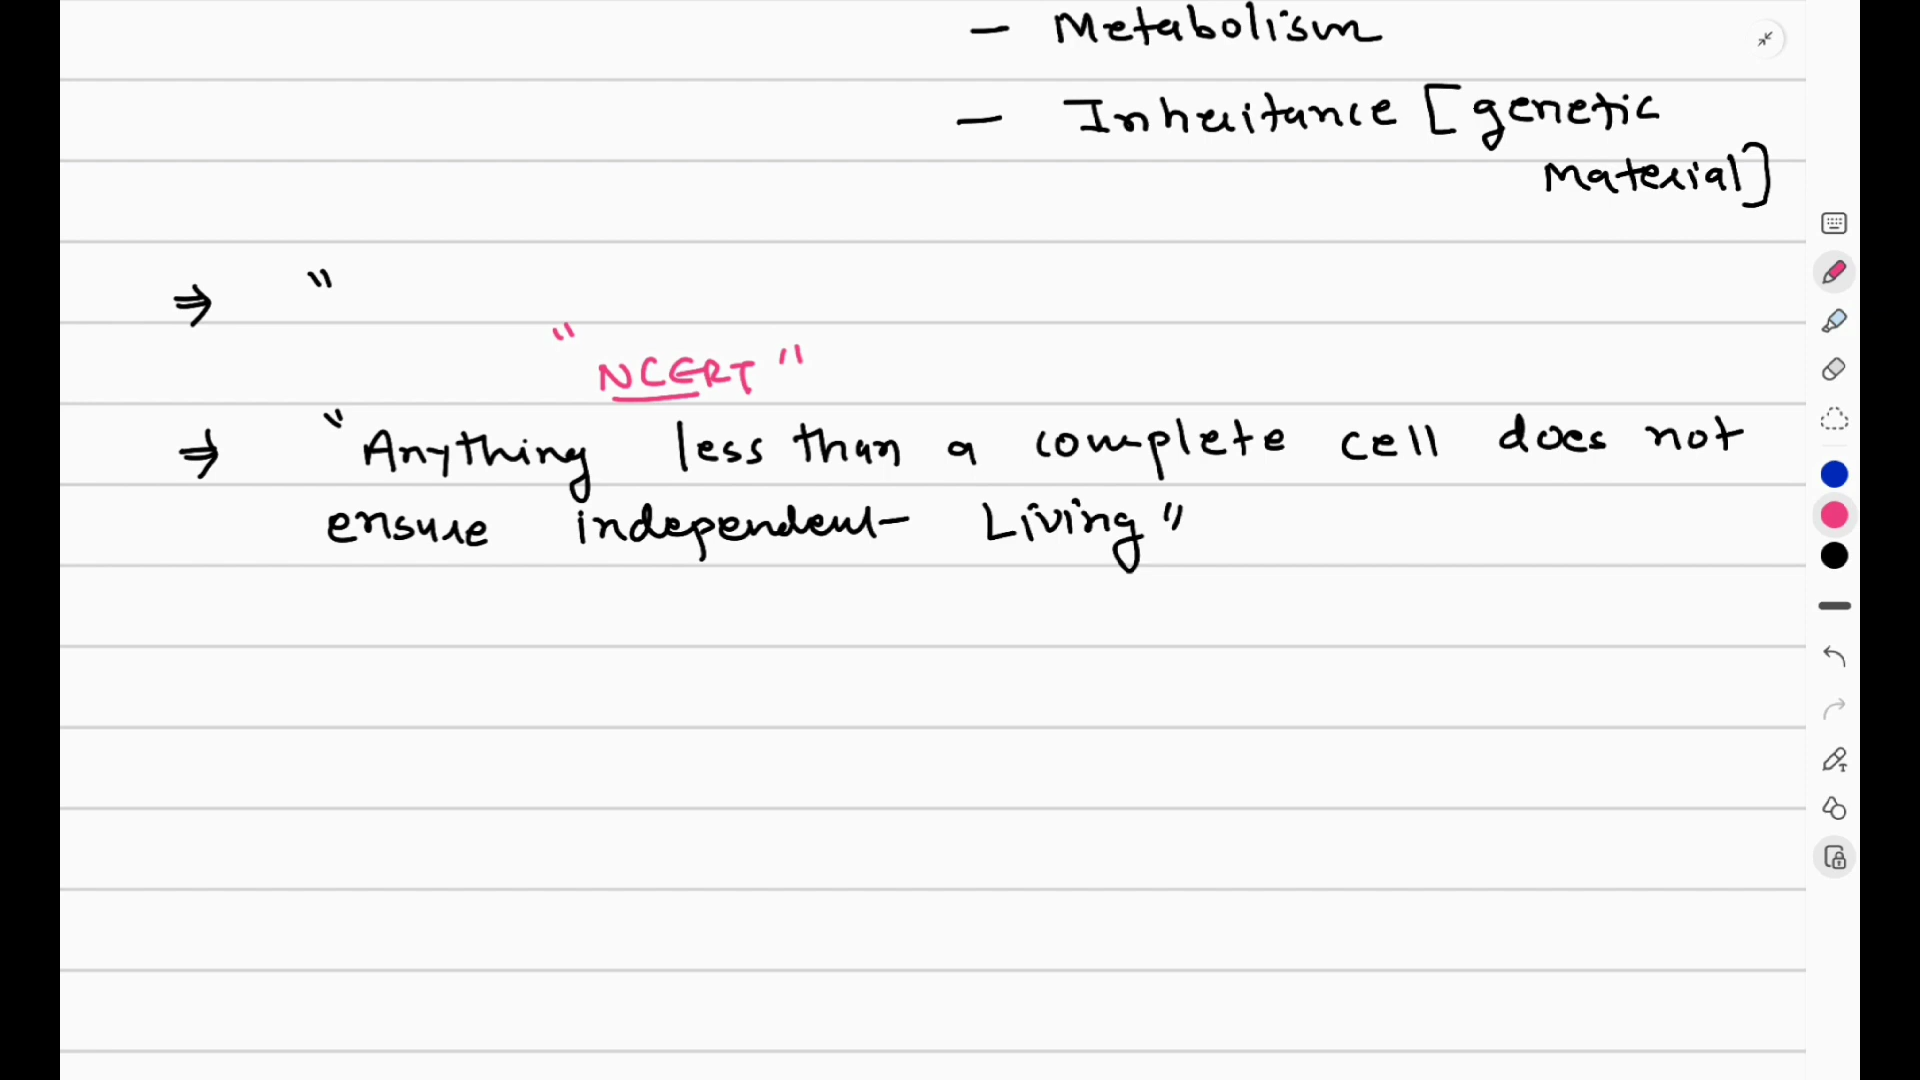 — Metabolism
— Inheritance [genetic
Material]
⇒ "
"NCERT"
⇒ "Anything less than a complete cell does not
ensure independent Living"